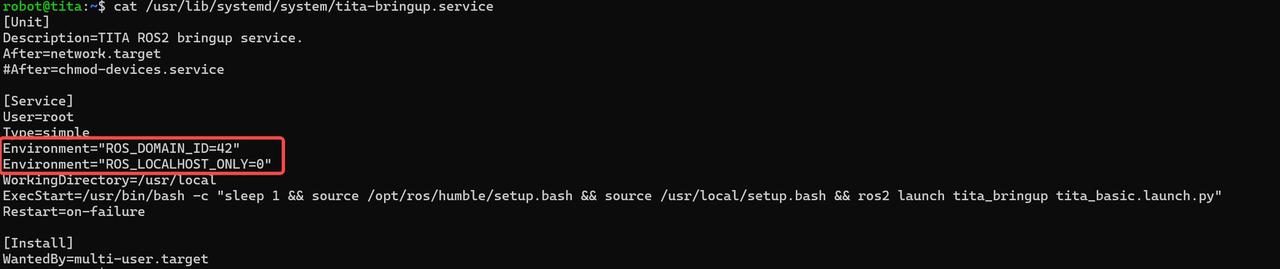 robot@tita:~$ cat /usr/lib/systemd/system/tita-bringup.service
[Unit]
Description=TITA ROS2 bringup service.
After=network.target
#After=chmod-devices.service
[Service]
User=root
Type=simple
Environment="ROS_DOMAIN_ID=42"
Environment="ROS_LOCALHOST_ONLY=0"
WorkingDirectory=/usr/local
ExecStart=/usr/bin/bash -c "sleep 1 && source /opt/ros/humble/setup.bash && source /usr/local/setup.bash && ros2 launch tita_bringup tita_basic.launch.py"
Restart=on-failure
[Install]
WantedBy=multi-user.target